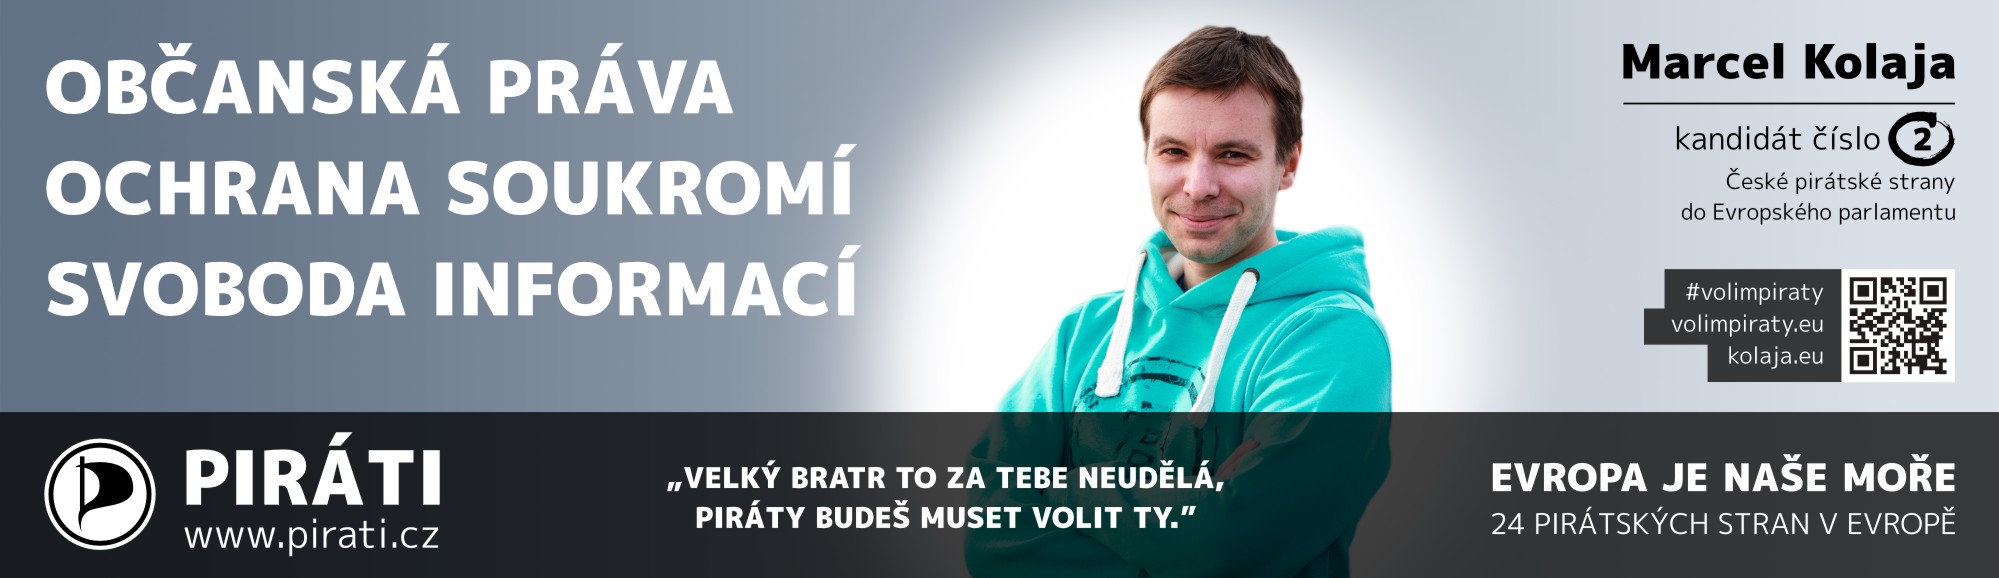 OBČANSKÁ PRÁVA
OCHRANA SOUKROMÍ
SVOBODA INFORMACÍ
Marcel Kolaja
kandidát číslo 2
České pirátské strany
do Evropského parlamentu
#volimpiraty
volimpiraty.eu
kolaja.eu
PIRÁTI
www.pirati.cz
„VELKÝ BRATR TO ZA TEBE NEUDĚLÁ,
PIRÁTY BUDEŠ MUSET VOLIT TY.”
EVROPA JE NAŠE MOŘE
24 PIRÁTSKÝCH STRAN V EVROPĚ